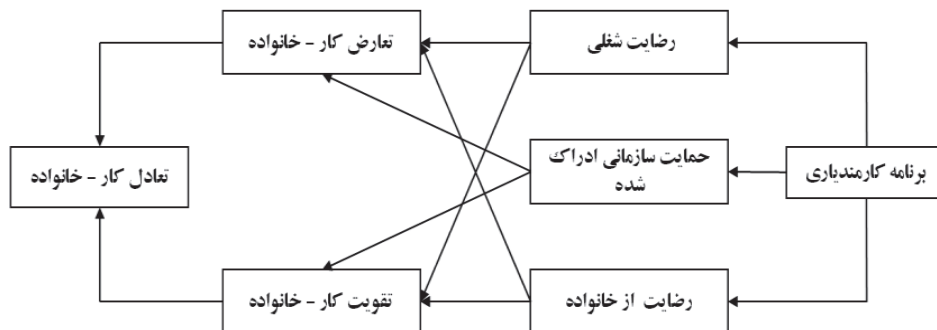 رضایت شغلی
تعارض کار - خانواده
برنامه کارمندیاری
حمایت سازمانی ادراک
شده
تعادل کار - خانواده
رضایت از خانواده
تقویت کار - خانواده